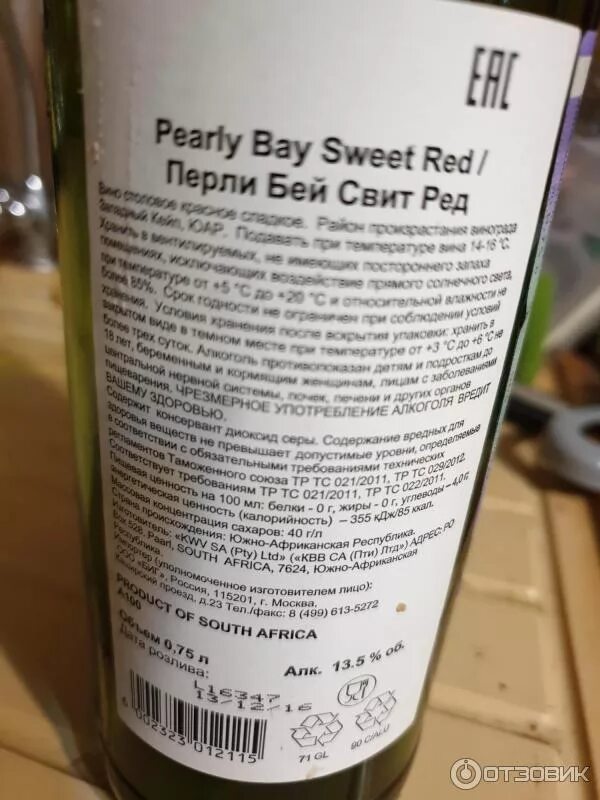 EAC
Pearly Bay Sweet Red /
Перли Бей Свит Ред
Вино столовое красное сладкое. Район произрастания винограда
Западный Кейп, ЮАР. Подавать при температуре вина 14-16 °C.
Хранить в вентилируемых, не имеющих постороннего запаха
помещениях, исключающих воздействие прямого солнечного света,
при температуре от +5 °C до +20 °C и относительной влажности не
более 85%. Срок годности не ограничен при соблюдении условий
хранения. Условия хранения после вскрытия упаковки: хранить в
закрытом виде в темном месте при температуре от +3 °C до +6 °C не
более трех суток. Алкоголь противопоказан детям и подросткам до
18 лет, беременным и кормящим женщинам, лицам с заболеваниями
центральной нервной системы, почек, печени и других органов
пищеварения. ЧРЕЗМЕРНОЕ УПОТРЕБЛЕНИЕ АЛКОГОЛЯ ВРЕДИТ
ВАШЕМУ ЗДОРОВЬЮ.
Содержит консервант диоксид серы. Содержание вредных для
здоровья веществ не превышает допустимые уровни, определяемые
в соответствии с обязательными требованиями технических
регламентов Таможенного союза ТР ТС 021/2011, ТР ТС 029/2012.
Соответствует требованиям ТР ТС 021/2011, ТР ТС 022/2011.
Пищевая ценность на 100 мл: белки - 0 г, жиры - 0 г, углеводы – 4,0 г,
энергетическая ценность (калорийность) – 355 кДж/85 ккал.
Массовая концентрация сахаров: 40 г/л
Страна происхождения: Южно-Африканская Республика.
Изготовитель: «KWV SA (Pty) Ltd» («КВВ СА (Пти) Лтд») АДРЕС: PO
Box 528, Paarl, SOUTH AFRICA, 7624, Южно-Африканская
Республика.
Импортер (уполномоченное изготовителем лицо):
ООО «БИГ», Россия, 115201, г. Москва,
Каширский проезд, д.23 Тел./факс: 8 (499) 613-5272
PRODUCT OF SOUTH AFRICA
A100
Объем 0,75 л
Алк. 13.5 % об.
Дата розлива:
L16347
13/12/16
6002323012115
71 GL
90 C/ALU
ОТЗОВИК